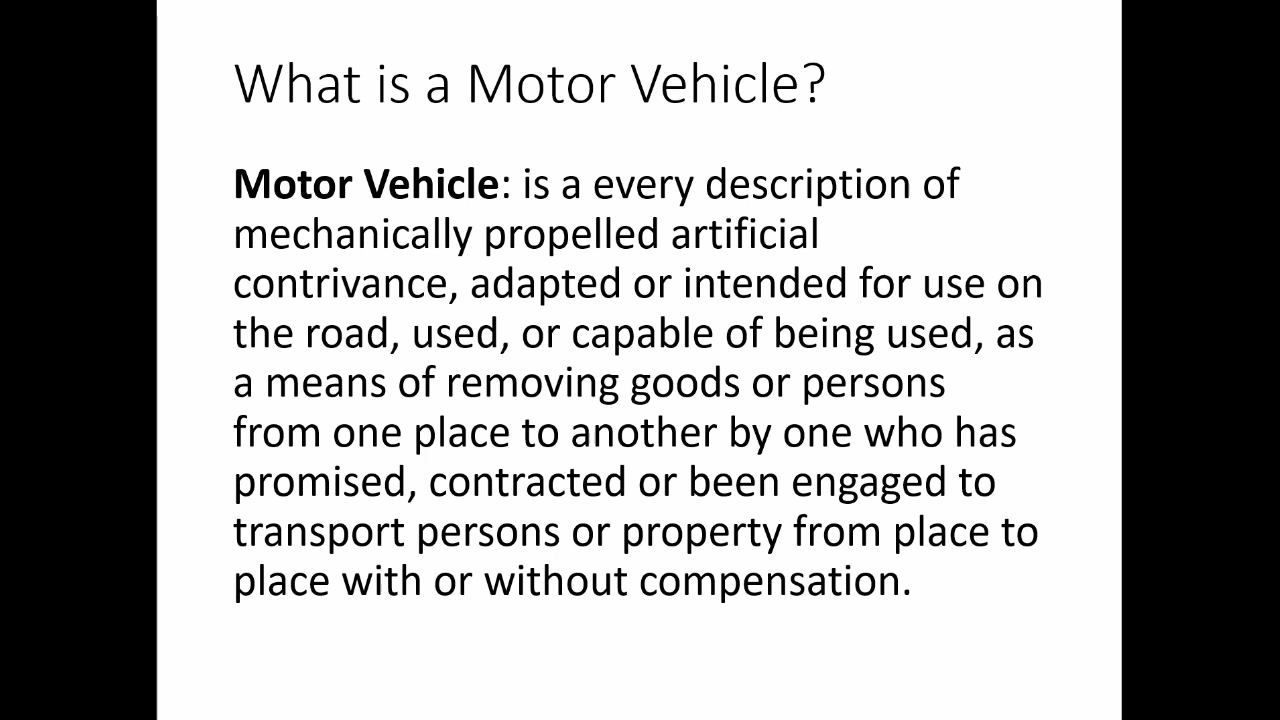 What is a Motor Vehicle?
Motor Vehicle: is a every description of
mechanically propelled artificial
contrivance, adapted or intended for use on
the road, used, or capable of being used, as
a means of removing goods or persons
from one place to another by one who has
promised, contracted or been engaged to
transport persons or property from place to
place with or without compensation.